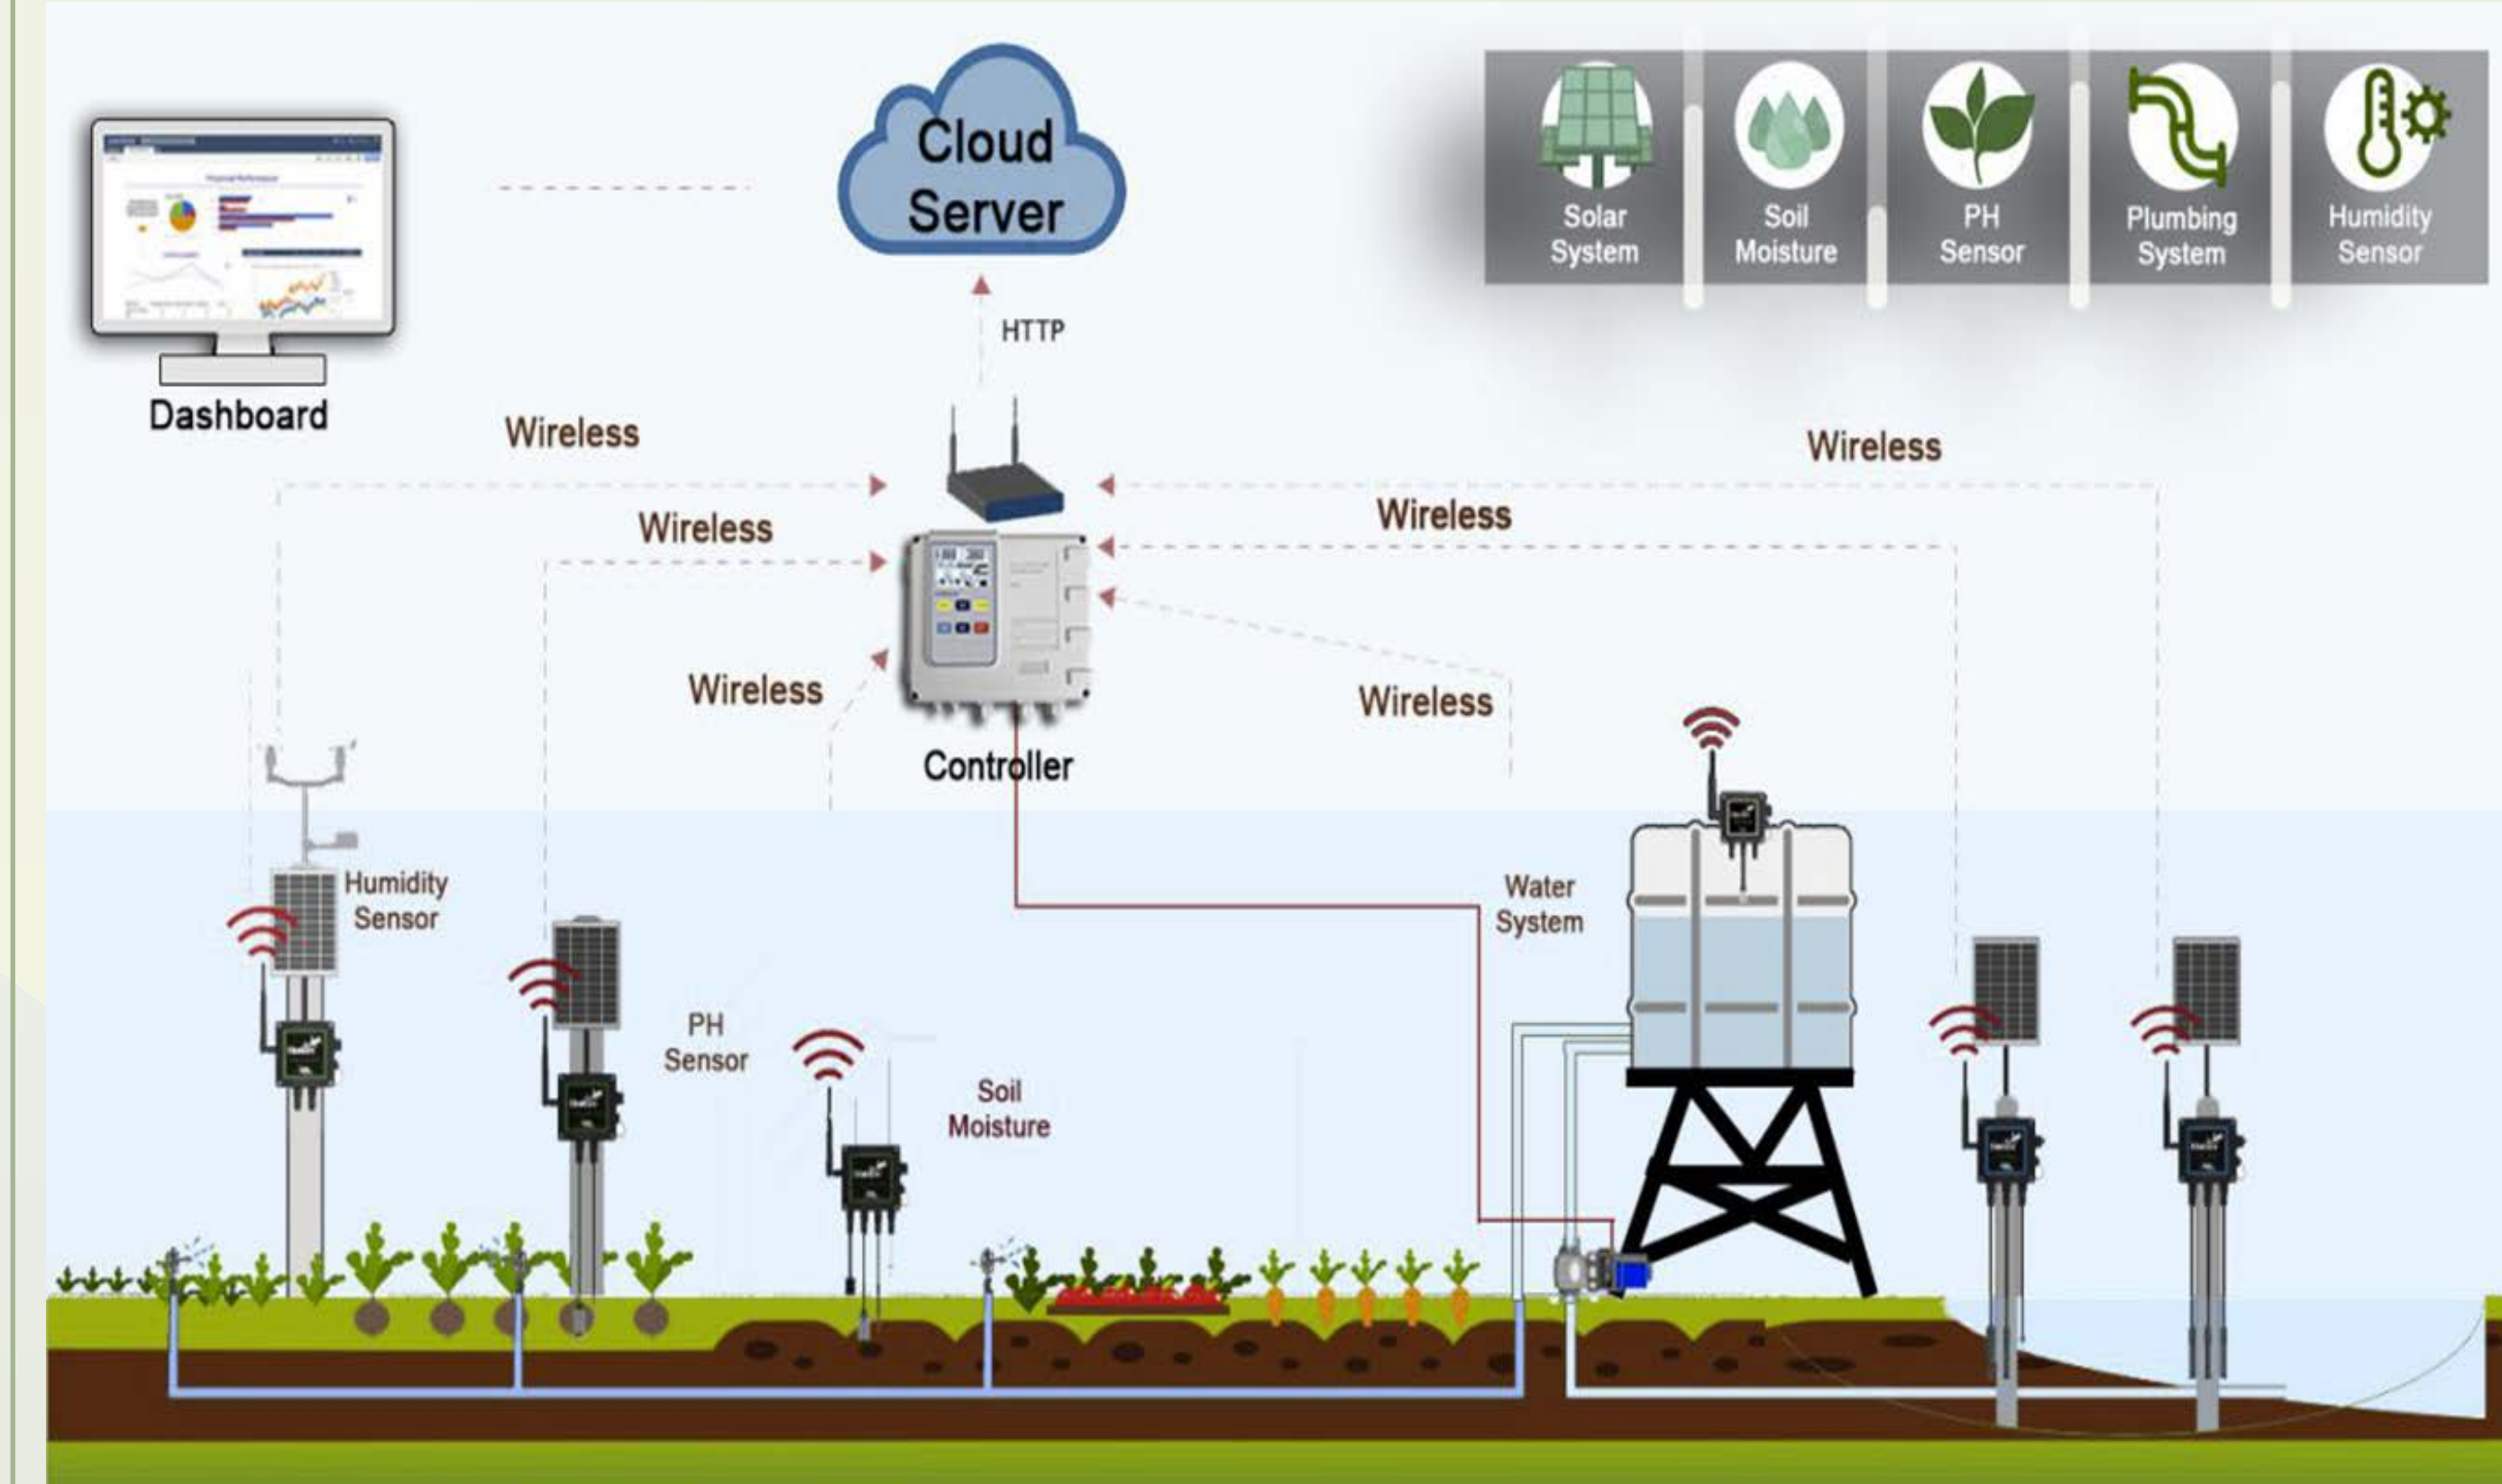 Cloud
Server
Solar
System
Soil
Moisture
PH
Sensor
Plumbing
System
Humidity
Sensor
HTTP
Dashboard
Wireless
Wireless
Wireless
Wireless
Wireless
Wireless
Controller
Humidity
Sensor
Water
System
PH
Sensor
Soil
Moisture